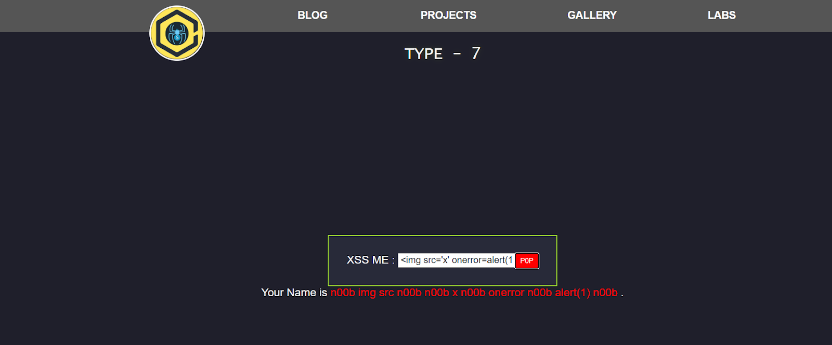 BLOG PROJECTS GALLERY LABS
TYPE - 7
XSS ME : <img src='x' onerror=alert(1 POP
Your Name is n00b img src n00b n00b x n00b onerror n00b alert(1) n00b .